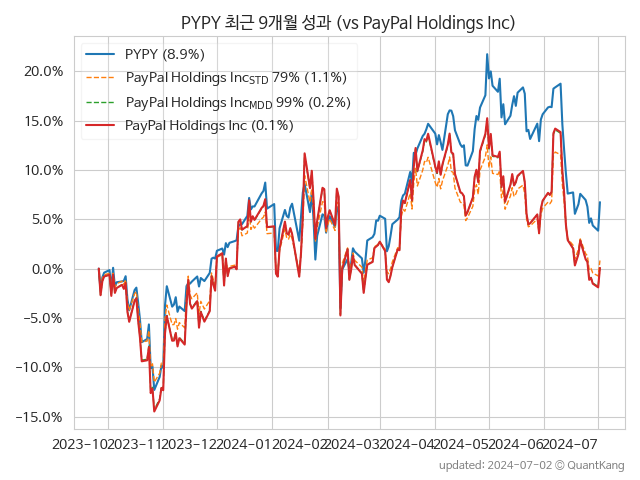 PYPY 최근 9개월 성과 (vs PayPal Holdings Inc)
PYPY (8.9%)
PayPal Holdings IncSTD 79% (1.1%)
PayPal Holdings IncMDD 99% (0.2%)
PayPal Holdings Inc (0.1%)
20.0%
15.0%
10.0%
5.0%
0.0%
−5.0%
−10.0%
−15.0%
2023-10 2023-11 2023-12 2024-01 2024-02 2024-03 2024-04 2024-05 2024-06 2024-07
updated: 2024-07-02 © QuantKang